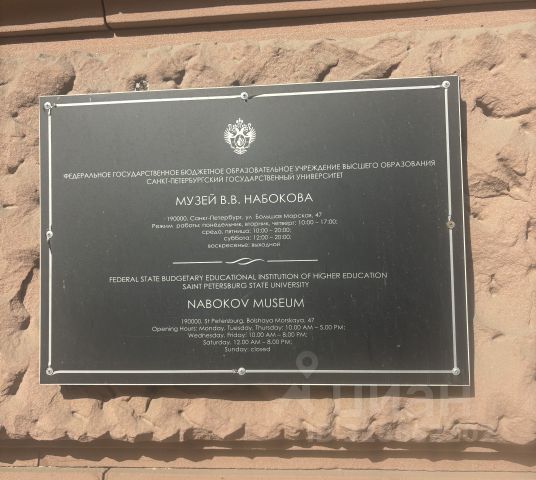 ФЕДЕРАЛЬНОЕ ГОСУДАРСТВЕННОЕ БЮДЖЕТНОЕ ОБРАЗОВАТЕЛЬНОЕ УЧРЕЖДЕНИЕ ВЫСШЕГО ОБРАЗОВАНИЯ
САНКТ-ПЕТЕРБУРГСКИЙ ГОСУДАРСТВЕННЫЙ УНИВЕРСИТЕТ
МУЗЕЙ В.В. НАБОКОВА
190000, Санкт-Петербург, ул. Большая Морская, 47
Режим работы: понедельник, вторник, четверг: 10:00 – 17:00;
среда, пятница: 10:00 – 20:00;
суббота: 12:00 – 20:00;
воскресенье: выходной
FEDERAL STATE BUDGETARY EDUCATIONAL INSTITUTION OF HIGHER EDUCATION
SAINT PETERSBURG STATE UNIVERSITY
NABOKOV MUSEUM
190000, St Petersburg, Bolshaya Morskaya, 47
Opening Hours: Monday, Tuesday, Thursday: 10.00 AM – 5.00 PM;
Wednesday, Friday: 10.00 AM – 8.00 PM;
Saturday: 12.00 AM – 8.00 PM;
Sunday: closed
циан